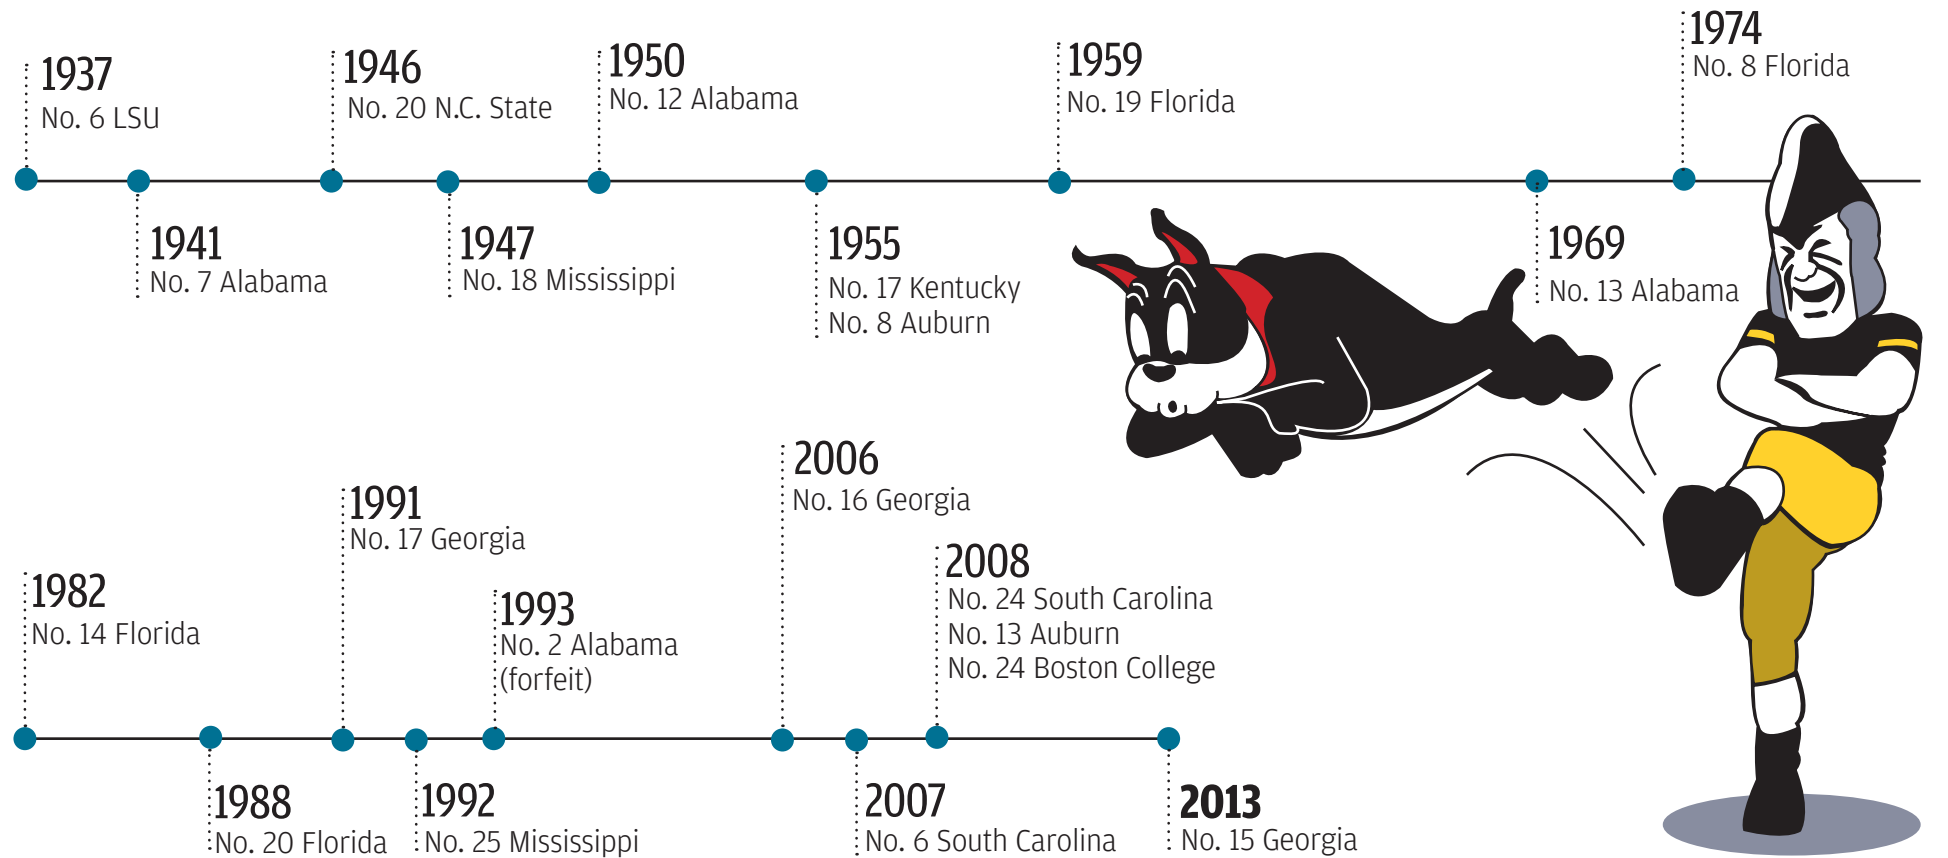 1937
No. 6 LSU
1941
No. 7 Alabama
1946
No. 20 N.C. State
1947
No. 18 Mississippi
1950
No. 12 Alabama
1955
No. 17 Kentucky
No. 8 Auburn
1959
No. 19 Florida
1969
No. 13 Alabama
1974
No. 8 Florida
1982
No. 14 Florida
1988
No. 20 Florida
1991
No. 17 Georgia
1992
No. 25 Mississippi
1993
No. 2 Alabama
(forfeit)
2006
No. 16 Georgia
2007
No. 6 South Carolina
2008
No. 24 South Carolina
No. 13 Auburn
No. 24 Boston College
2013
No. 15 Georgia